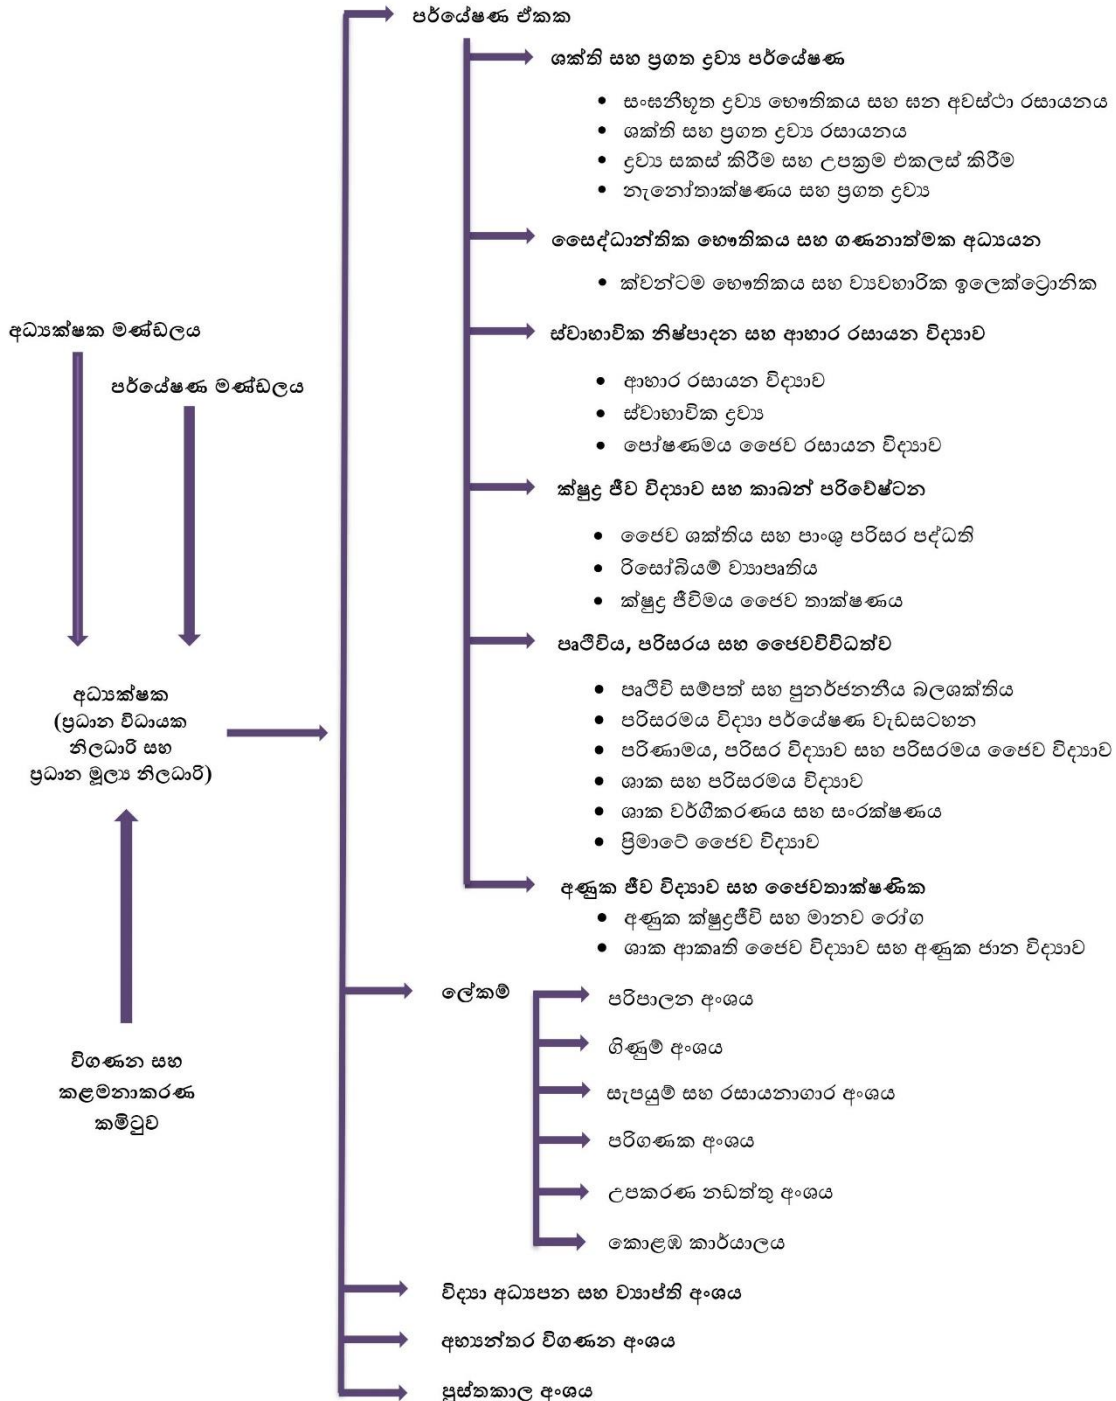 පර්යේෂණ ඒකක
ශක්ති සහ ප්‍රගත ද්‍රව්‍ය පර්යේෂණ
• සංඝනීභූත ද්‍රව්‍ය භෞතිකය සහ ඝන අවස්ථා රසායනය
• ශක්ති සහ ප්‍රගත ද්‍රව්‍ය රසායනය
• ද්‍රව්‍ය සකස් කිරීම සහ උපක්‍රම එකලස් කිරීම
• නැනෝතාක්ෂණය සහ ප්‍රගත ද්‍රව්‍ය
සෛද්ධාන්තික භෞතිකය සහ ගණනාත්මක අධ්‍යයන
• ක්වන්ටම භෞතිකය සහ ව්‍යවහාරික ඉලෙක්ට්‍රොනික
ස්වාභාවික නිෂ්පාදන සහ ආහාර රසායන විද්‍යාව
• ආහාර රසායන විද්‍යාව
• ස්වාභාවික ද්‍රව්‍ය
• පෝෂණමය ජෛව රසායන විද්‍යාව
ක්ෂුද්‍ර ජීව විද්‍යාව සහ කාබන් පරිවේෂ්ටන
• ජෛව ශක්තිය සහ පාංශු පරිසර පද්ධති
• රිසෝබියම් ව්‍යාපෘතිය
• ක්ෂුද්‍ර ජීවිමය ජෛව තාක්ෂණය
පෘථිවිය, පරිසරය සහ ජෛවවිවිධත්ව
• පෘථිවි සම්පත් සහ පුනර්ජනනීය බලශක්තිය
• පරිසරමය විද්‍යා පර්යේෂණ වැඩසටහන
• පරිණාමය, පරිසර විද්‍යාව සහ පරිසරමය ජෛව විද්‍යාව
• ශාක සහ පරිසරමය විද්‍යාව
• ශාක වර්ගීකරණය සහ සංරක්ෂණය
• ප්‍රිමාටේ ජෛව විද්‍යාව
අණුක ජීව විද්‍යාව සහ ජෛවතාක්ෂණික
• අණුක ක්ෂුද්‍රජීවි සහ මානව රෝග
• ශාක ආකෘති ජෛව විද්‍යාව සහ අණුක ජාන විද්‍යාව
අධ්‍යක්ෂක මණ්ඩලය
පර්යේෂණ මණ්ඩලය
අධ්‍යක්ෂක
(ප්‍රධාන විධායක
නිලධාරි සහ
ප්‍රධාන මූල්‍ය නිලධාරි)
විගණන සහ
කළමනාකරණ
කමිටුව
ලේකම්
පරිපාලන අංශය
ගිණුම් අංශය
සැපයුම් සහ රසායනාගාර අංශය
පරිගණක අංශය
උපකරණ නඩත්තු අංශය
කොළඹ කාර්යාලය
විද්‍යා අධ්‍යපන සහ ව්‍යාප්ති අංශය
අභ්‍යන්තර විගණන අංශය
පුස්තකාල අංශය